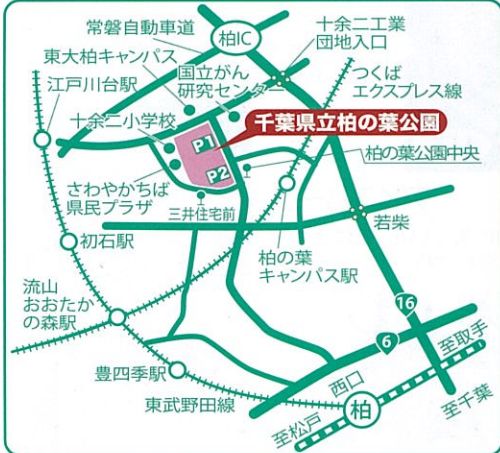 常磐自動車道
柏IC
十余二工業
団地入口
東大柏キャンパス
国立がん
研究センター
つくば
エクスプレス線
江戸川台駅
十余二小学校
千葉県立柏の葉公園
P1
P2
柏の葉公園中央
さわやかちば
県民プラザ
三井住宅前
若柴
初石駅
柏の葉
キャンパス駅
流山
おおたか
の森駅
16
6
至取手
豊四季駅
西口
東武野田線
柏
至千葉
至松戸